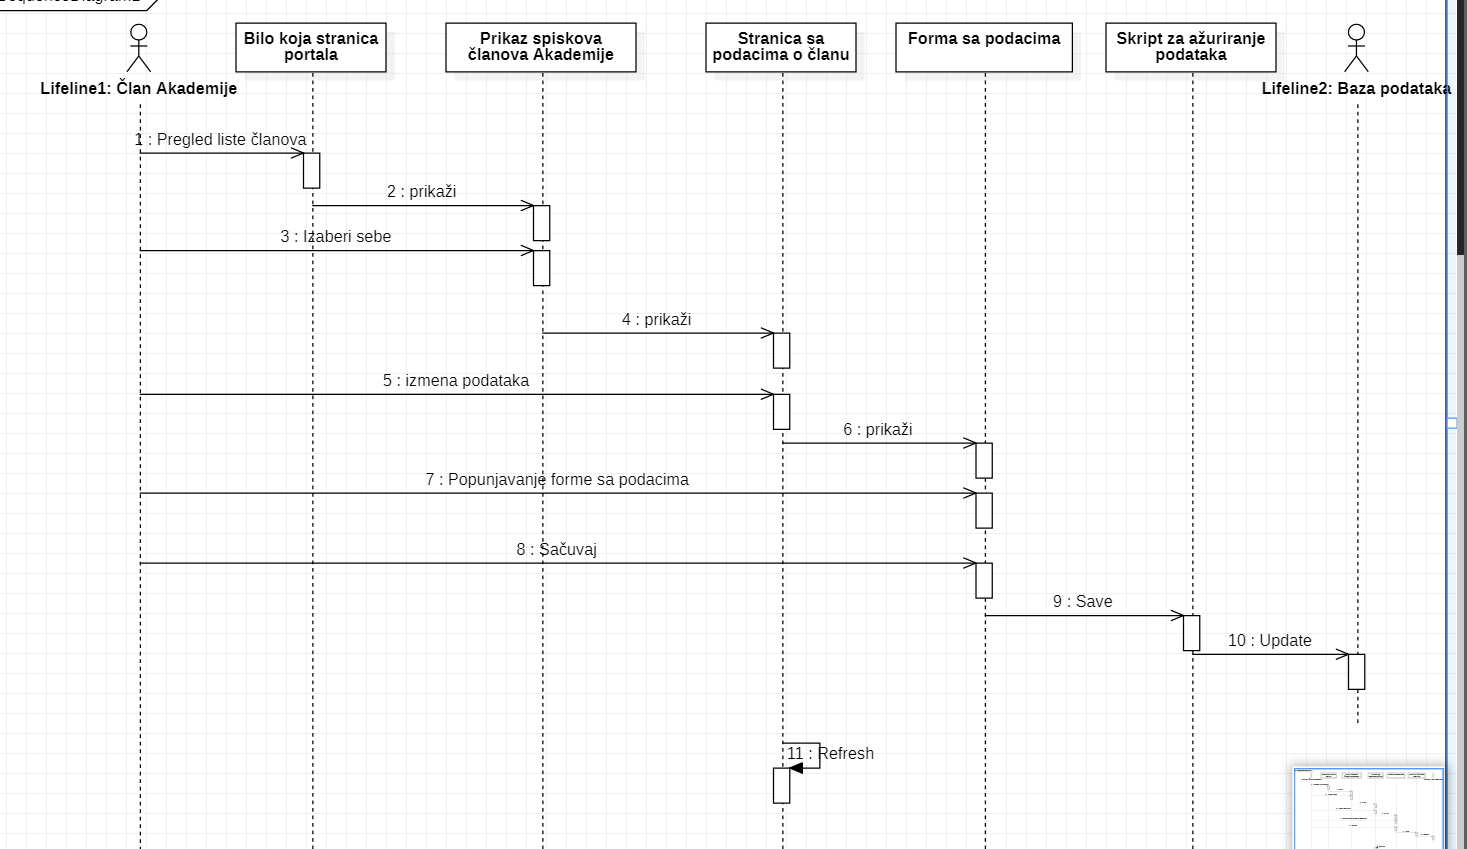 Bilo koja stranica
portala
Prikaz spiskova
članova Akademije
Stranica sa
podacima o članu
Forma sa podacima
Skript za ažuriranje
podataka
Lifeline1: Član Akademije
Lifeline2: Baza podataka
1 : Pregled liste članova
2 : prikaži
3 : Izaberi sebe
4 : prikaži
5 : izmena podataka
6 : prikaži
7 : Popunjavanje forme sa podacima
8 : Sačuvaj
9 : Save
10 : Update
11 : Refresh